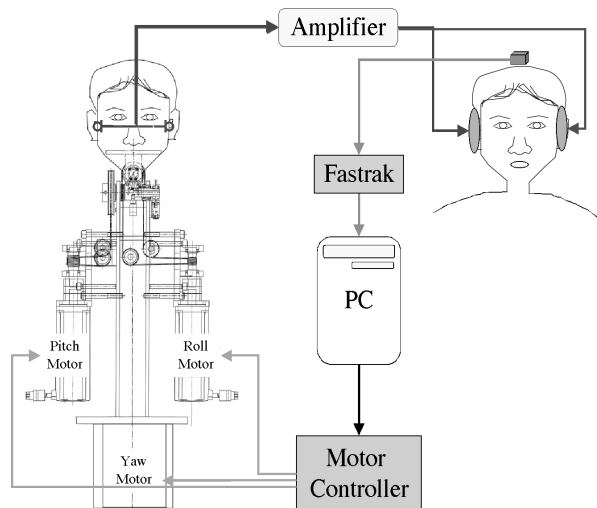 Amplifier
Fastrak
PC
Pitch
Motor
Roll
Motor
Yaw
Motor
Motor
Controller